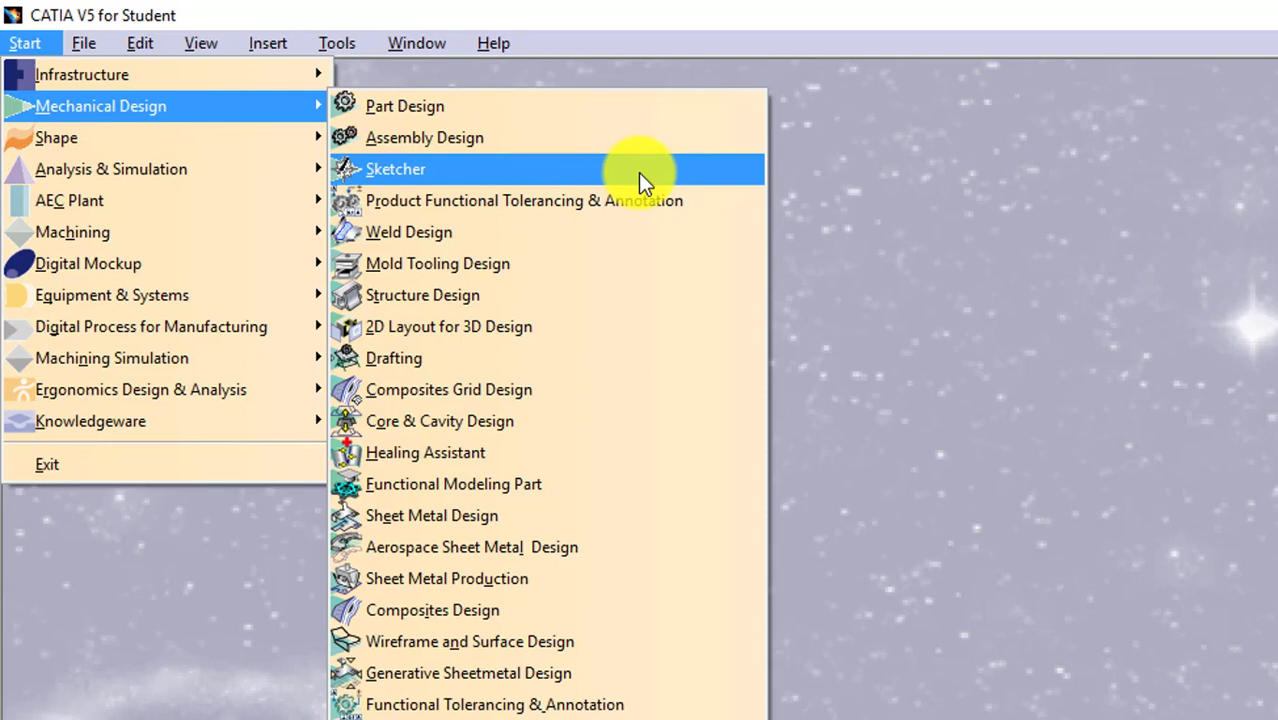 CATIA V5 for Student
Start File Edit View Insert Tools Window Help
Infrastructure
Mechanical Design
Shape
Analysis & Simulation
AEC Plant
Machining
Digital Mockup
Equipment & Systems
Digital Process for Manufacturing
Machining Simulation
Ergonomics Design & Analysis
Knowledgeware
Exit
Part Design
Assembly Design
Sketcher
Product Functional Tolerancing & Annotation
Weld Design
Mold Tooling Design
Structure Design
2D Layout for 3D Design
Drafting
Composites Grid Design
Core & Cavity Design
Healing Assistant
Functional Modeling Part
Sheet Metal Design
Aerospace Sheet Metal Design
Sheet Metal Production
Composites Design
Wireframe and Surface Design
Generative Sheetmetal Design
Functional Tolerancing & Annotation